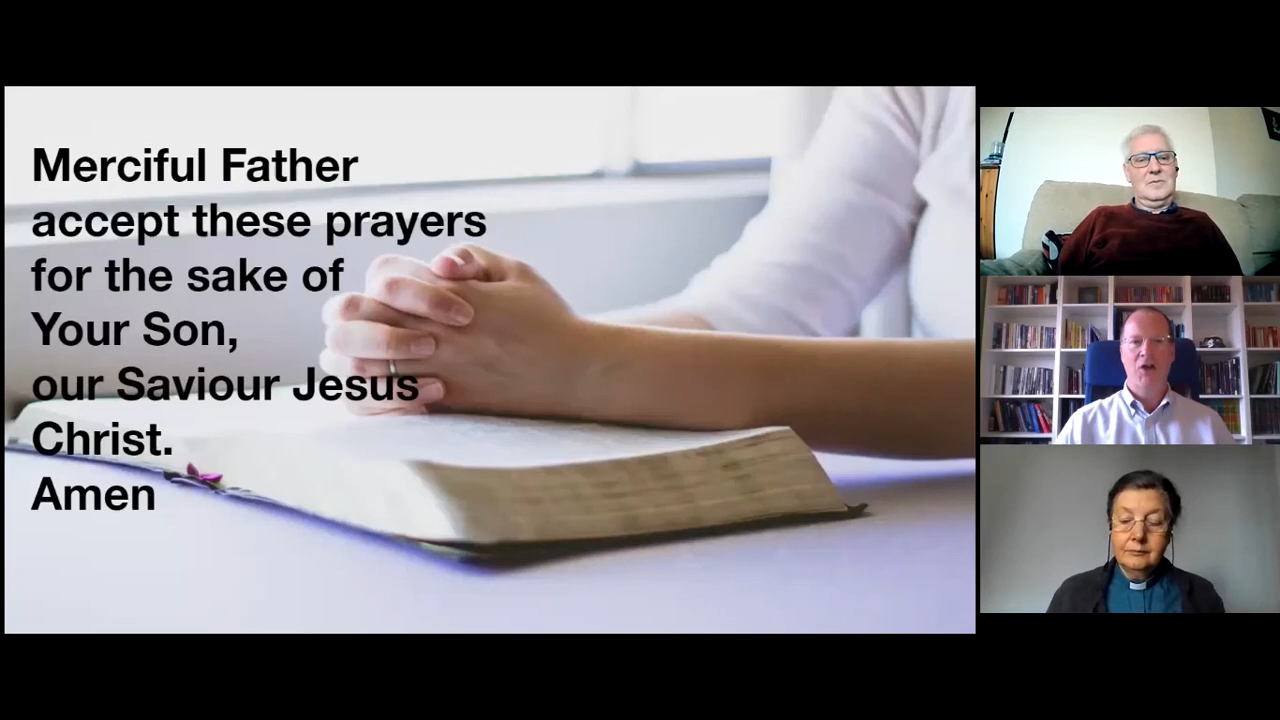 Merciful Father
accept these prayers
for the sake of
Your Son,
our Saviour Jesus
Christ.
Amen